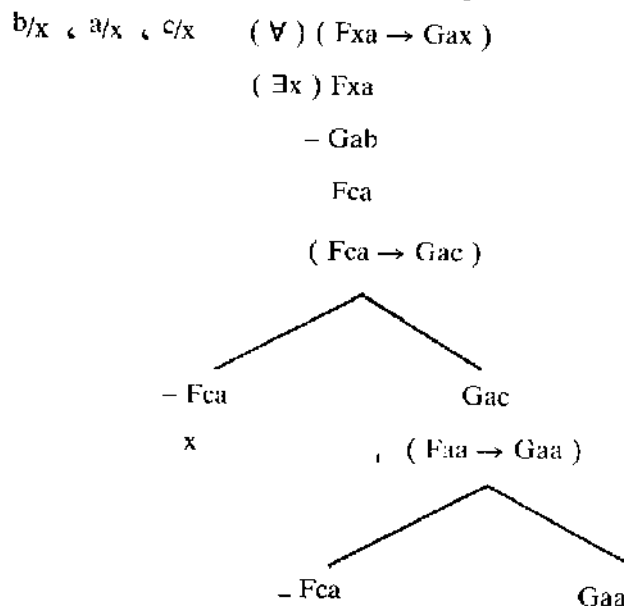 b/x ، a/x ، c/x ( ∀ ) ( Fxa → Gax )
( ∃x ) Fxa
– Gab
Fca
( Fca → Gac )
– Fca Gac
x
( Faa → Gaa )
– Fca Gaa